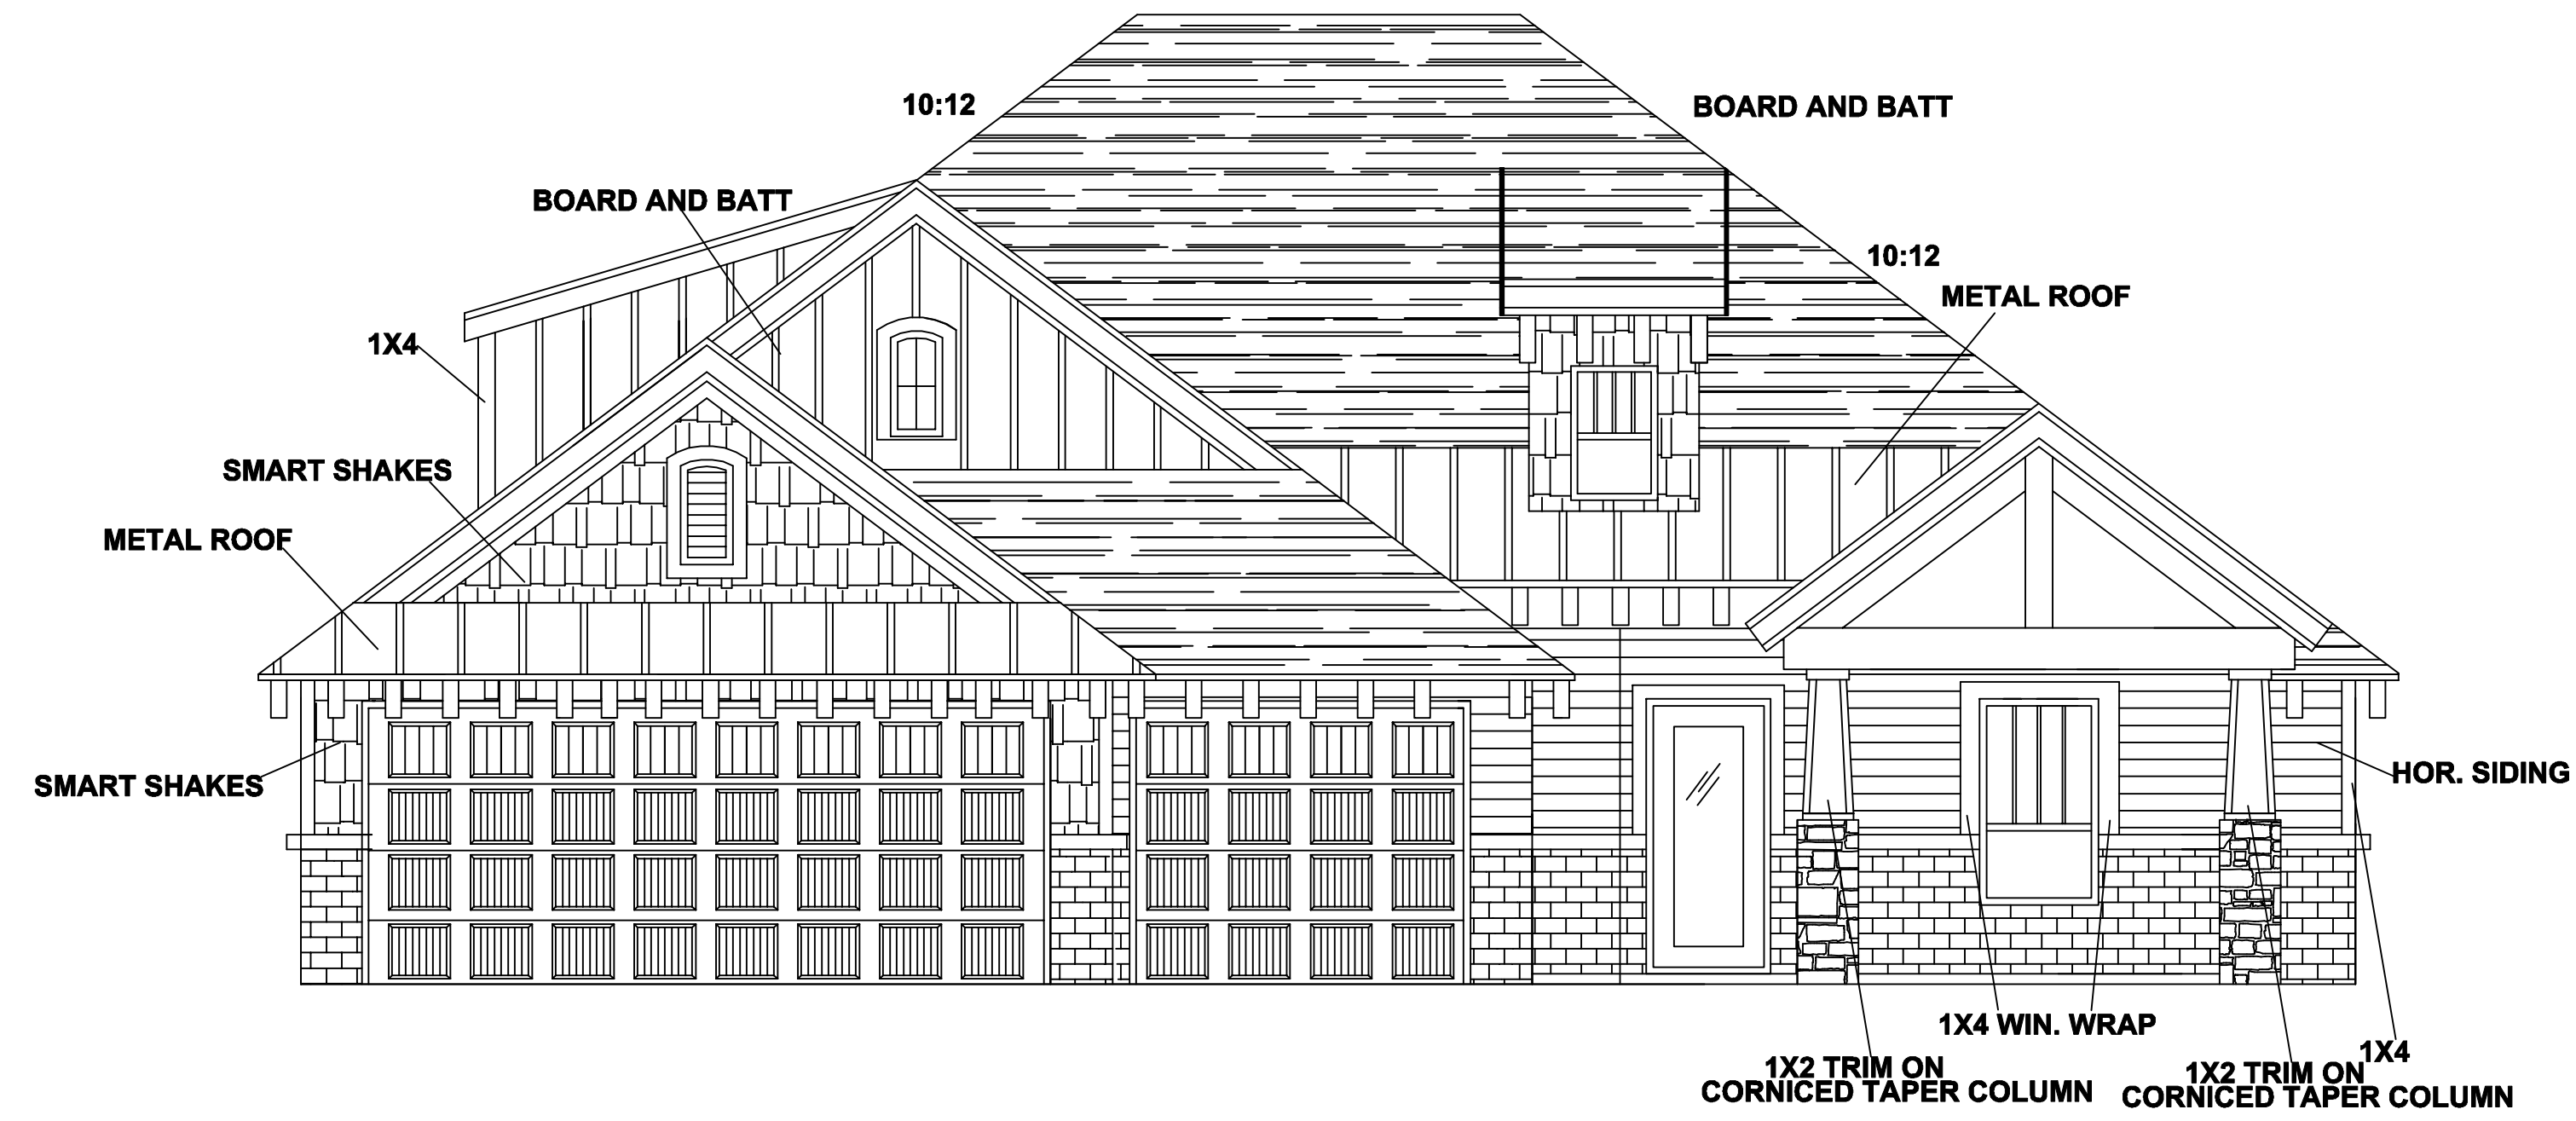 10:12
BOARD AND BATT
BOARD AND BATT
10:12
METAL ROOF
1X4
SMART SHAKES
METAL ROOF
SMART SHAKES
HOR. SIDING
1X4 WIN. WRAP
1X4
1X2 TRIM ON
CORNICED TAPER COLUMN
1X2 TRIM ON
CORNICED TAPER COLUMN